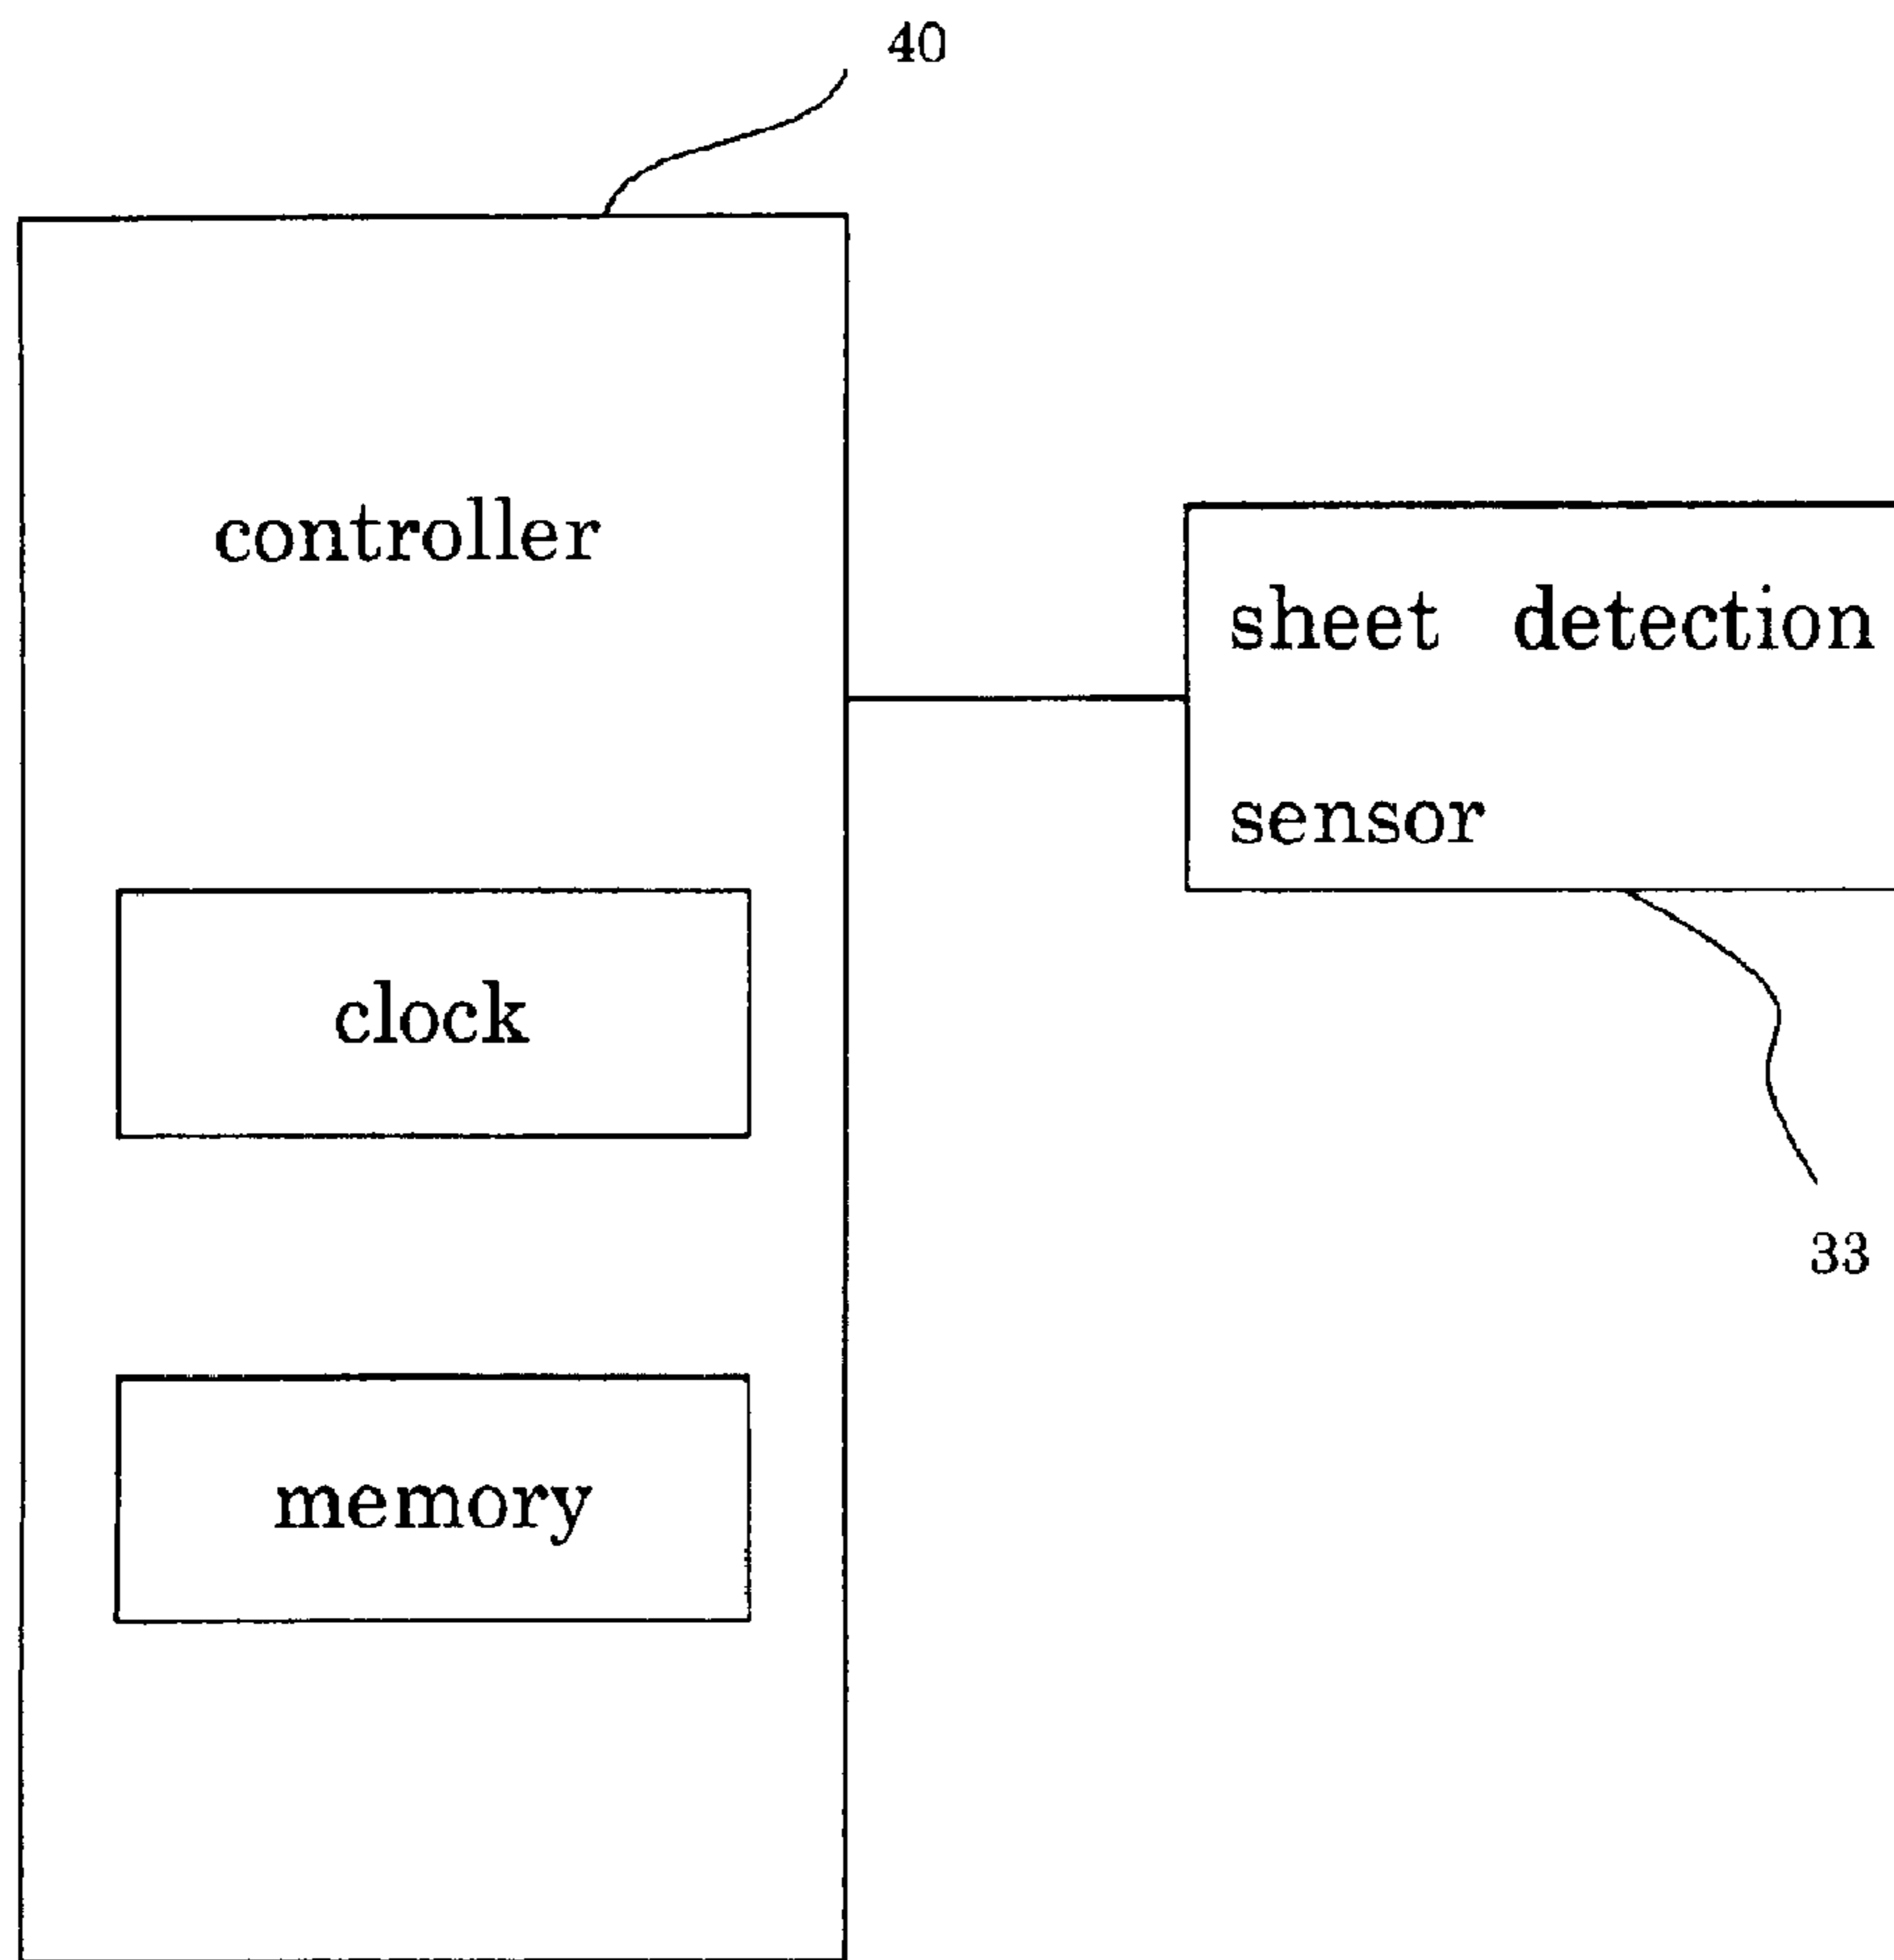 40
controller
sheet detection
sensor
clock
memory
33